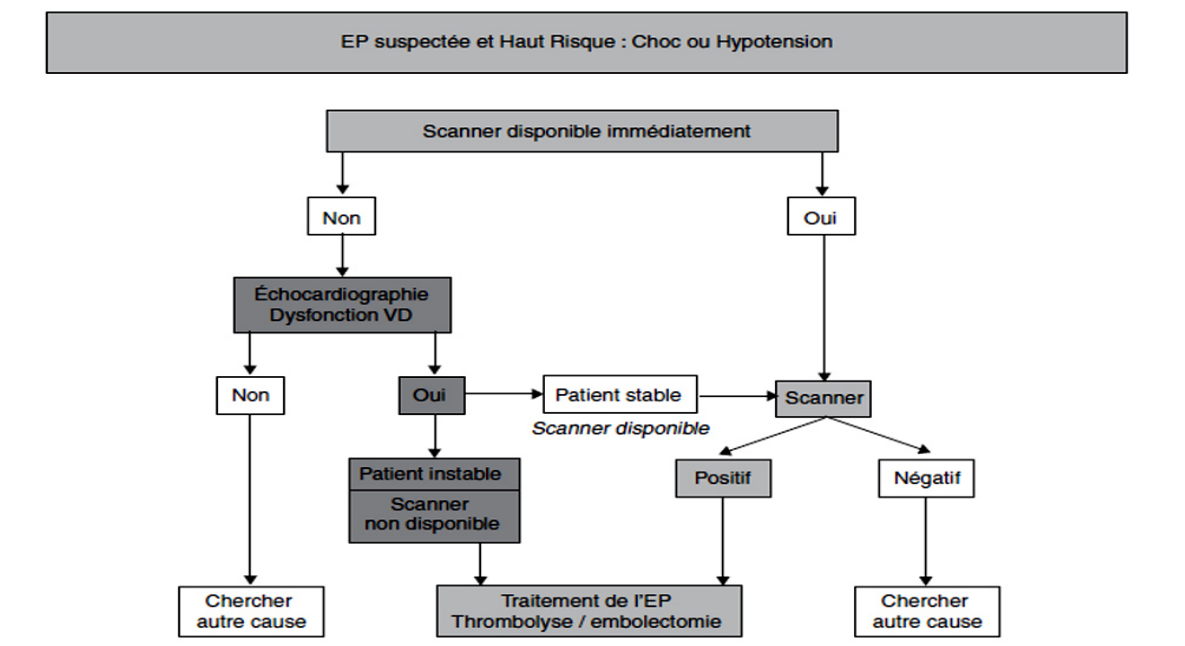 EP suspectée et Haut Risque : Choc ou Hypotension
Scanner disponible immédiatement
Non
Oui
Échocardiographie
Dysfonction VD
Non
Oui
Patient stable
Scanner disponible
Scanner
Patient instable
Scanner
non disponible
Positif
Négatif
Chercher
autre cause
Traitement de l'EP
Thrombolyse / embolectomie
Chercher
autre cause